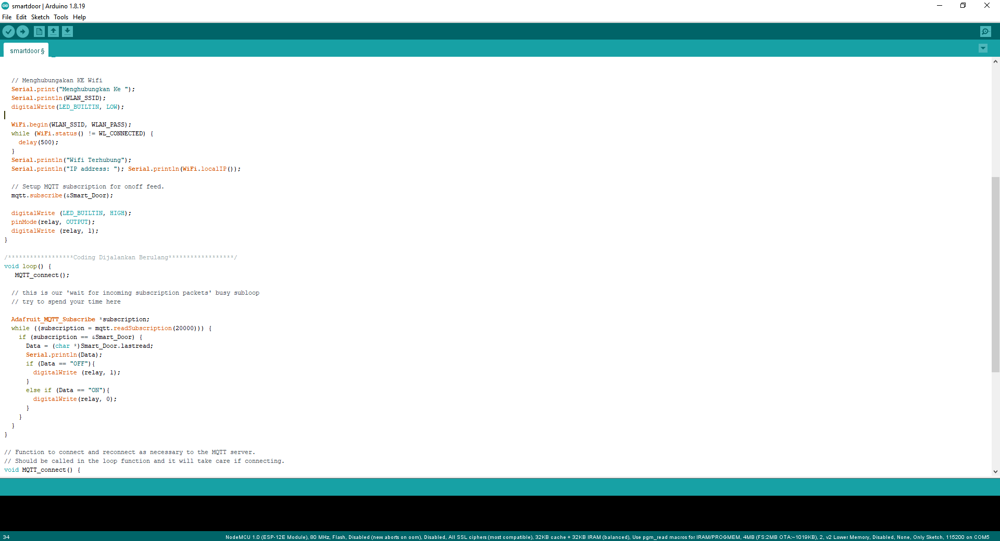 smartdoor | Arduino 1.8.19
File Edit Sketch Tools Help
smartdoor §
// Menghubungakan KE Wifi
Serial.print("Menghubungkan Ke ");
Serial.println(WLAN_SSID);
digitalWrite(LED_BUILTIN, LOW);
WiFi.begin(WLAN_SSID, WLAN_PASS);
while (WiFi.status() != WL_CONNECTED) {
delay(500);
}
Serial.println("Wifi Terhubung");
Serial.println("IP address: "); Serial.println(WiFi.localIP());
// Setup MQTT subscription for onoff feed.
mqtt.subscribe(&Smart_Door);
digitalWrite (LED_BUILTIN, HIGH);
pinMode(relay, OUTPUT);
digitalWrite (relay, 1);
}
/******************Coding Dijalankan Berulang******************/
void loop() {
MQTT_connect();
// this is our 'wait for incoming subscription packets' busy subloop
// try to spend your time here
Adafruit_MQTT_Subscribe *subscription;
while ((subscription = mqtt.readSubscription(20000))) {
if (subscription == &Smart_Door) {
Data = (char *)Smart_Door.lastread;
Serial.println(Data);
if (Data == "OFF"){
digitalWrite (relay, 1);
}
else if (Data == "ON"){
digitalWrite(relay, 0);
}
}
}
}
// Function to connect and reconnect as necessary to the MQTT server.
// Should be called in the loop function and it will take care if connecting.
void MQTT_connect() {
34 NodeMCU 1.0 (ESP-12E Module), 80 MHz, Flash, Disabled (new aborts on oom), Disabled, All SSL ciphers (most compatible), 32KB cache + 32KB IRAM (balanced), Use pgm_read macros for IRAM/PROGMEM, 4MB (FS:2MB OTA:~1019KB), 2, v2 Lower Memory, Disabled, None, Only Sketch, 115200 on COM5